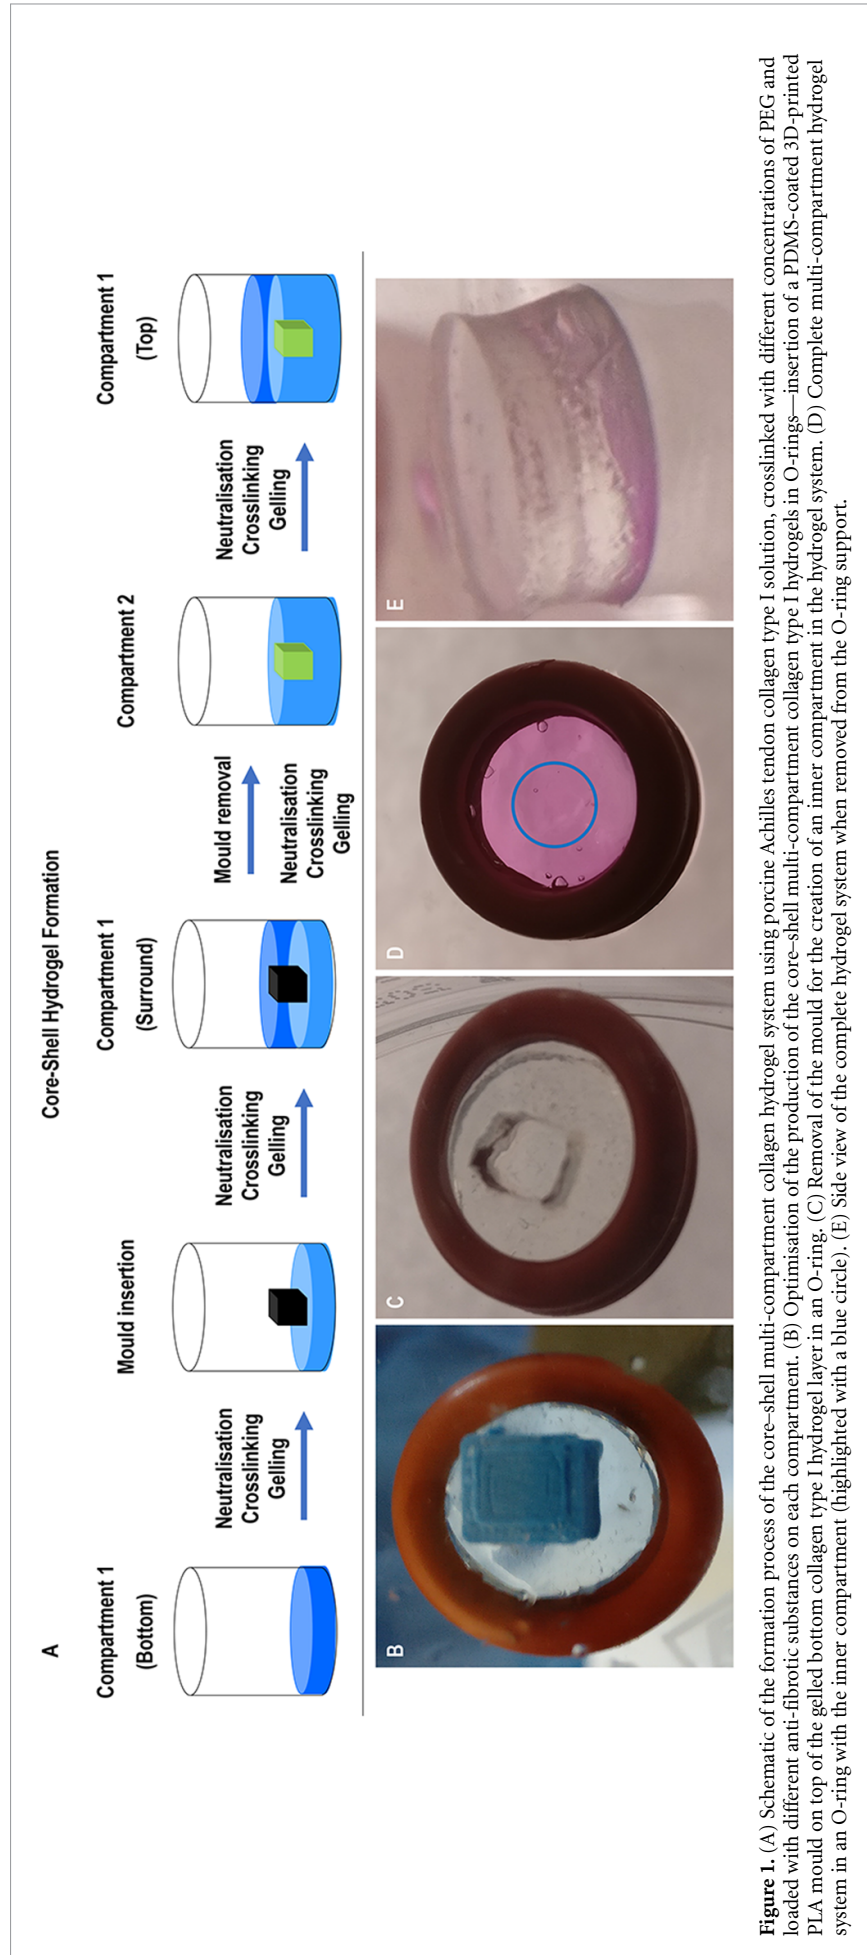 Core-Shell Hydrogel Formation
A
Compartment 1
(Bottom)
Neutralisation
Crosslinking
Gelling
Mould insertion
Neutralisation
Crosslinking
Gelling
Compartment 1
(Surround)
Mould removal
Neutralisation
Crosslinking
Gelling
Compartment 2
Neutralisation
Crosslinking
Gelling
Compartment 1
(Top)
B
C
D
E
Figure 1. (A) Schematic of the formation process of the core–shell multi-compartment collagen hydrogel system using porcine Achilles tendon collagen type I solution, crosslinked with different concentrations of PEG and
loaded with different anti-fibrotic substances on each compartment. (B) Optimisation of the production of the core–shell multi-compartment collagen type I hydrogels in O-rings—insertion of a PDMS-coated 3D-printed
PLA mould on top of the gelled bottom collagen type I hydrogel layer in an O-ring. (C) Removal of the mould for the creation of an inner compartment in the hydrogel system. (D) Complete multi-compartment hydrogel
system in an O-ring with the inner compartment (highlighted with a blue circle). (E) Side view of the complete hydrogel system when removed from the O-ring support.